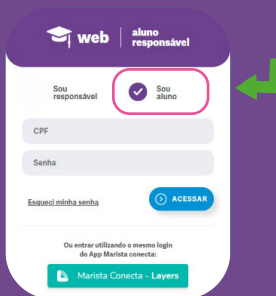 web
aluno
responsável
Sou
responsável
Sou
aluno
CPF
Senha
Esqueci minha senha
ACESSAR
Ou entrar utilizando o mesmo login
do App Marista conecta:
Marista Conecta - Layers